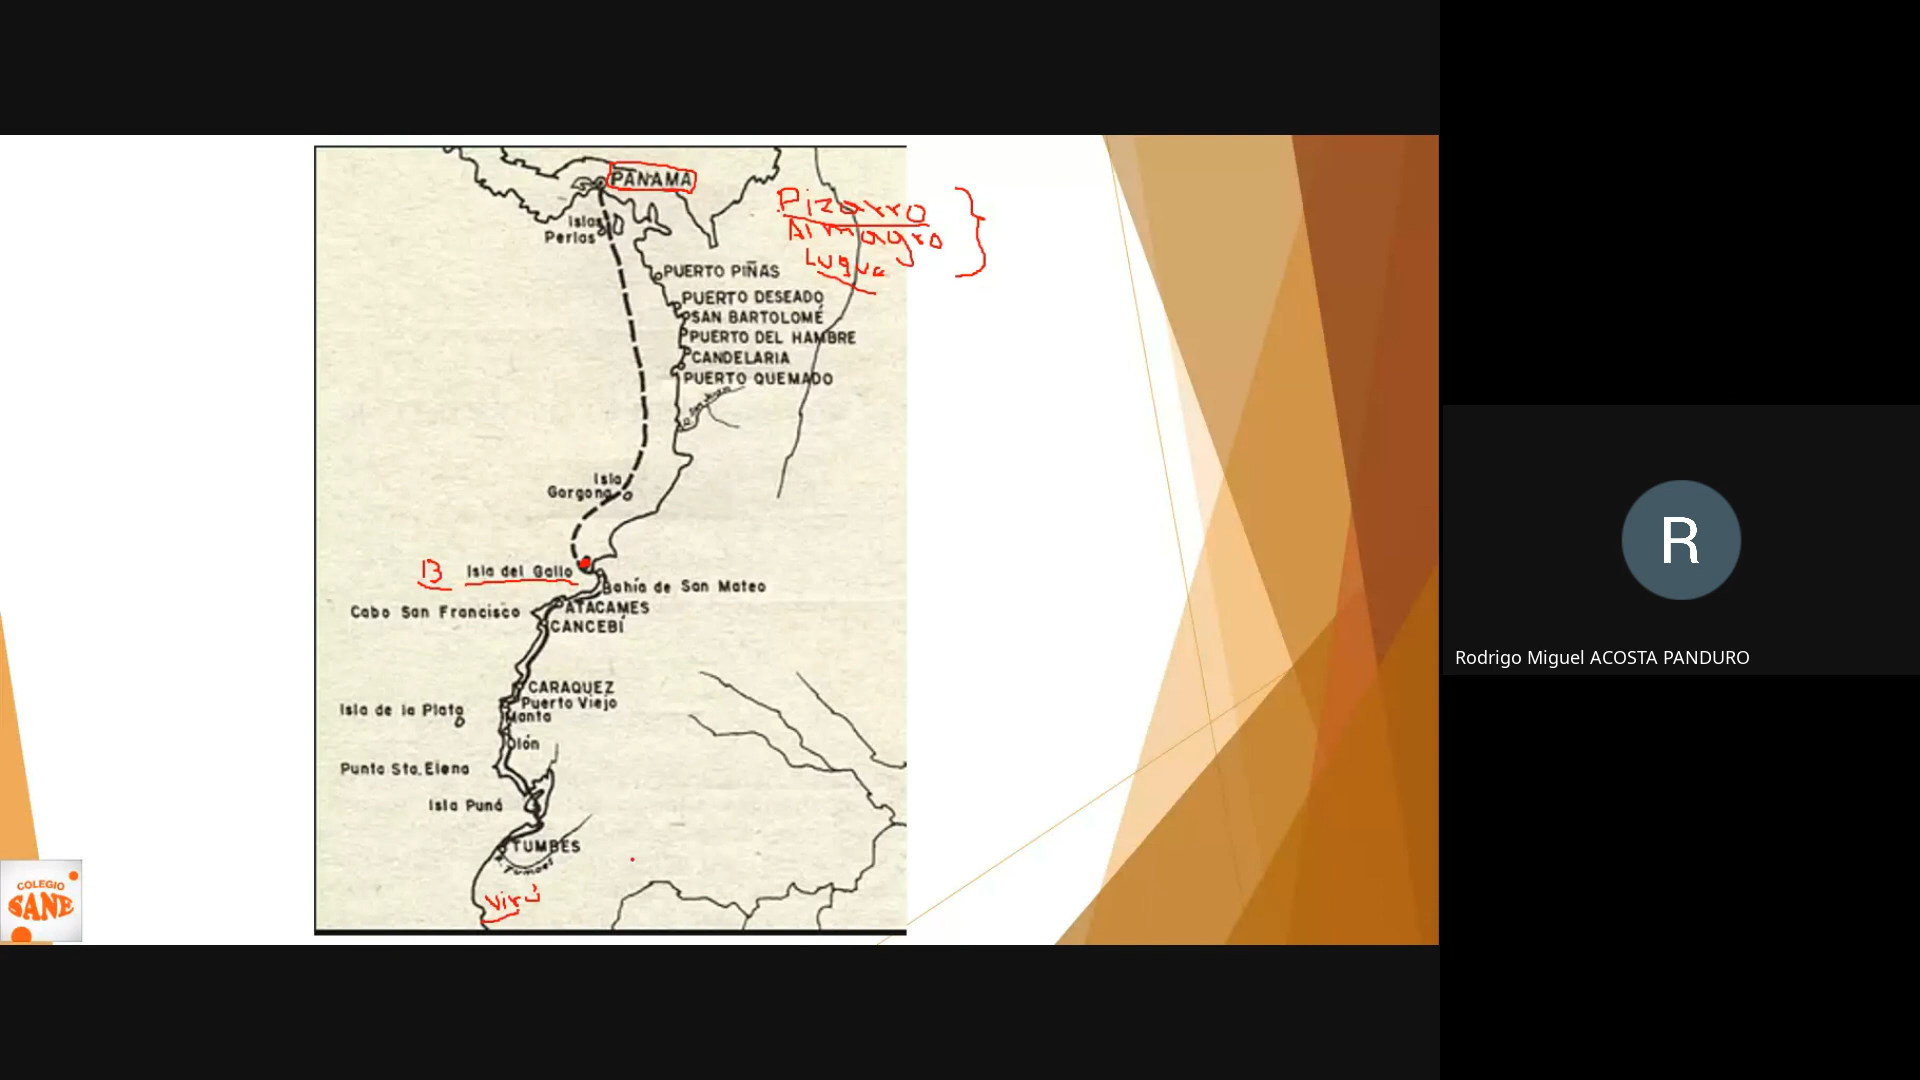 PANAMA
Pizarro
Almagro
Luque
Islas
Perlas
PUERTO PIÑAS
PUERTO DESEADO
SAN BARTOLOMÉ
PUERTO DEL HAMBRE
CANDELARIA
PUERTO QUEMADO
Isla
Gorgona
13 Isla del Gallo
Bahía de San Mateo
Cabo San Francisco
ATACAMES
CANCEBÍ
CARAQUEZ
Puerto Viejo
Isla de la Plata
Manta
Olón
Punta Sta. Elena
Isla Puná
TUMBES
R. Tumbes
Virú
COLEGIO
SANE
R
Rodrigo Miguel ACOSTA PANDURO